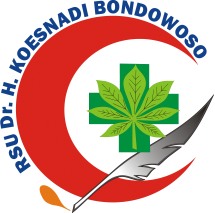 RSU Dr. H. KOESNADI BONDOWOSO